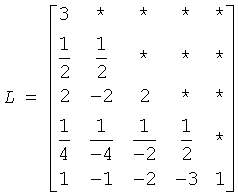 L = [ 3 * * * *
1/2 1/2 * * *
2 -2 2 * *
1/4 1/-4 1/-2 1/2 *
1 -1 -2 -3 1 ]